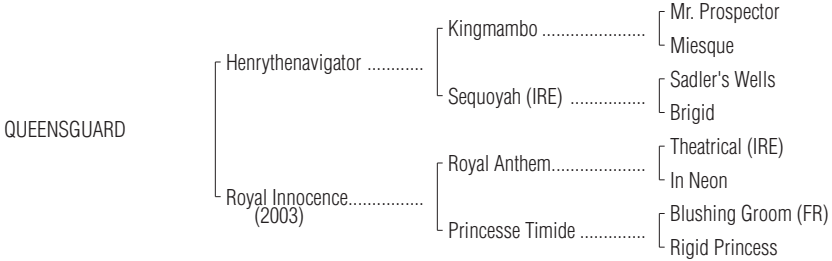 Mr. Prospector
Kingmambo ......................
Miesque
Henrythenavigator ............
Sadler's Wells
Sequoyah (IRE) ................
Brigid
QUEENSGUARD
Theatrical (IRE)
Royal Anthem....................
In Neon
Royal Innocence................
(2003)
Blushing Groom (FR)
Princesse Timide ..............
Rigid Princess